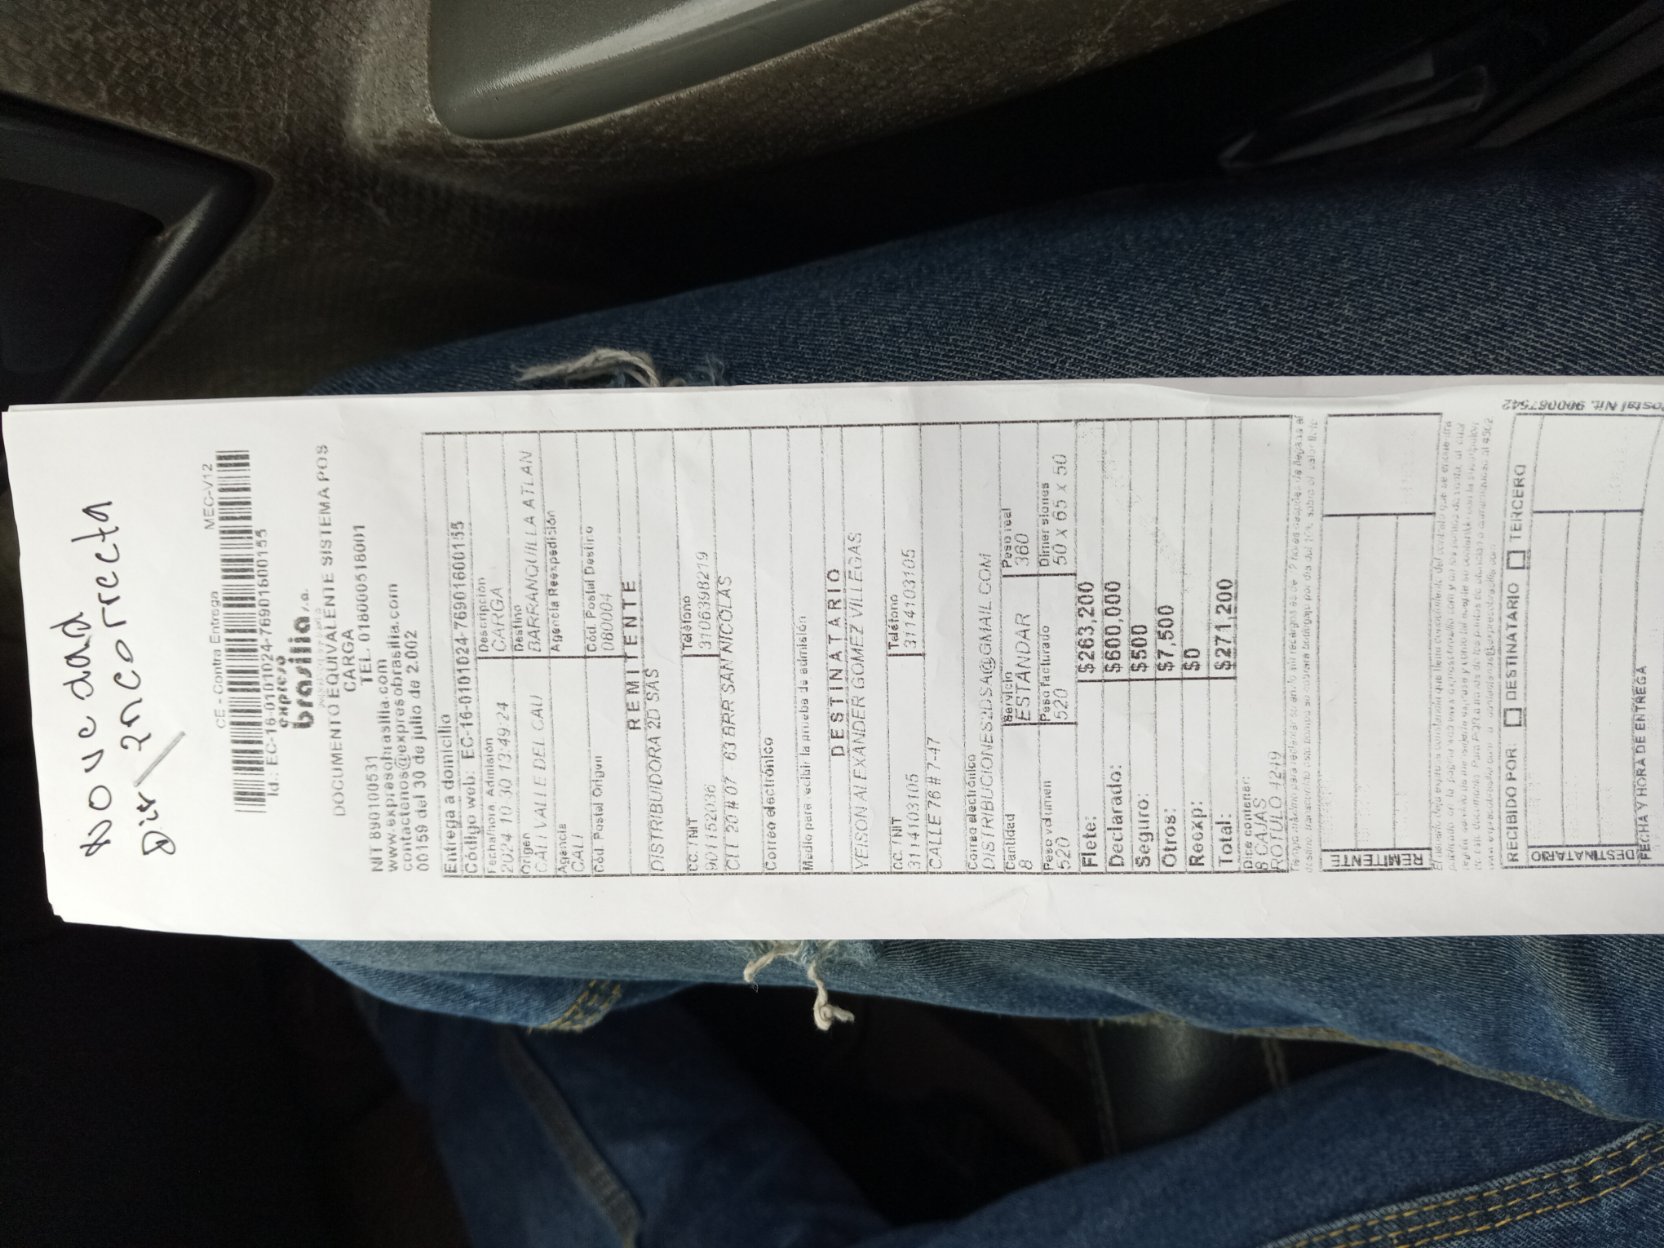 Novedad
Dir/ Incorrecta
CE - Contra Entrega MEC-V12
Id.: EC-16-0101024-76901600155
expreso
brasilia s.a.
DOCUMENTO EQUIVALENTE SISTEMA POS
CARGA
NIT 890100531 TEL. 018000518001
www.expresobrasilia.com
contactenos@expresobrasilia.com
00159 del 30 de julio de 2.002
Entrega a domicilio
Código web: EC-16-0101024-76901600155
Fecha/hora Admisión Descripción
2024-10-30 13:49:24 CARGA
Origen Destino
CALI VALLE DEL CAU BARRANQUILLA ATLAN
Agencia Agencia Reexpedición
CALI
Cód. Postal Origen Cód. Postal Destino
080004
REMITENTE
DISTRIBUIDORA 2D SAS
CC. / NIT Teléfono
901152036 3106398219
CLL 20 # 07 63 BRR SAN NICOLAS
Correo electrónico
Medio para recibir la prueba de admisión
DESTINATARIO
YERSON ALEXANDER GOMEZ VILLEGAS
CC. / NIT Teléfono
3114103105 3114103105
CALLE 76 # 7-47
Correo electrónico
DISTRIBUCIONES2DSA@GMAIL.COM
Cantidad Servicio Peso real
8 ESTANDAR 360
Peso volumen Peso facturado Dimensiones
520 520 50 x 65 x 50
Flete: $263,200
Declarado: $600,000
Seguro: $500
Otros: $7,500
Reexp: $0
Total: $271,200
Dice contener:
8 CAJAS
ROTULO 4249
REMITENTE
RECIBIDO POR DESTINATARIO TERCERO
DESTINATARIO
FECHA Y HORA DE ENTREGA
Postal Nit. 900087542